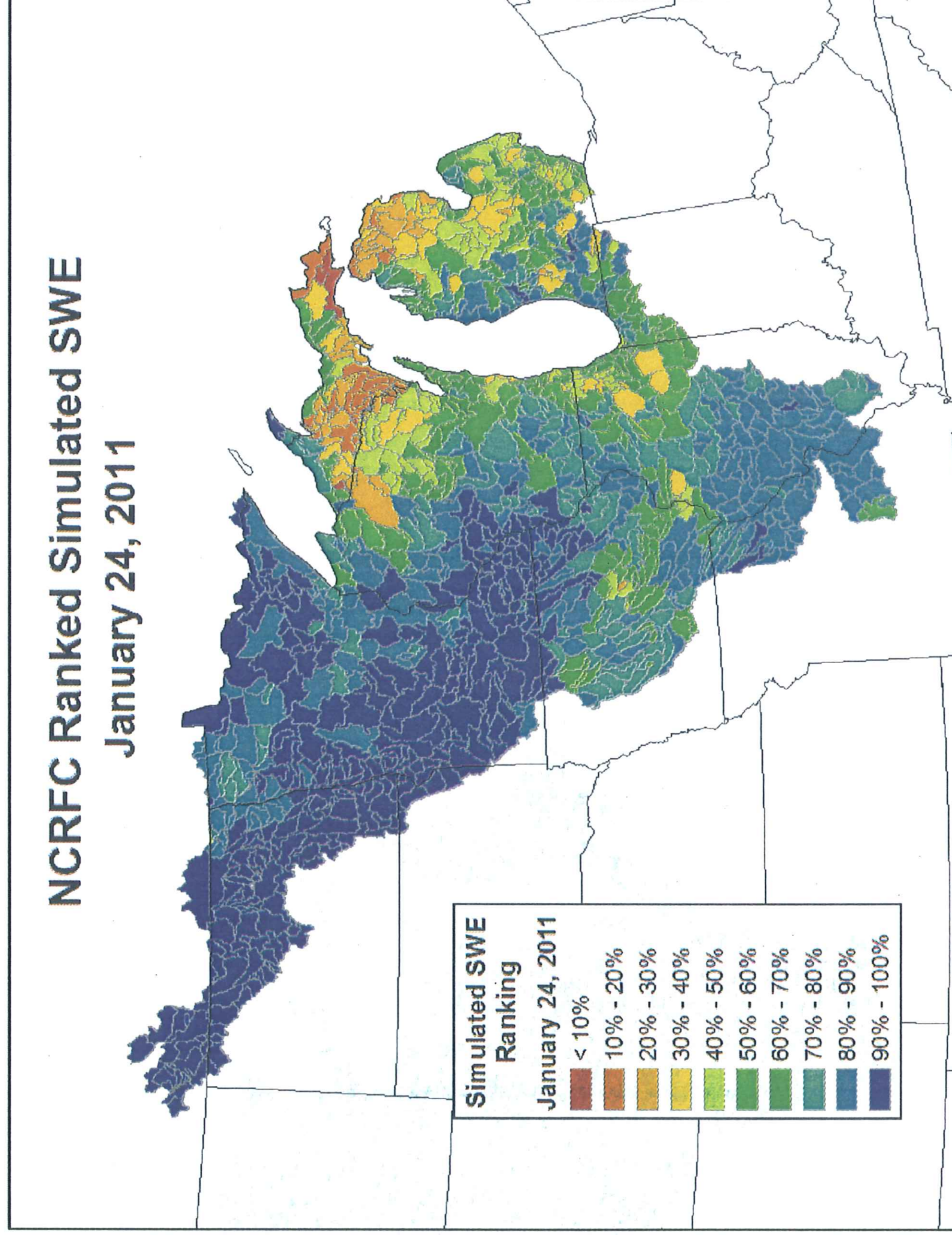 NCRFC Ranked Simulated SWE
January 24, 2011
Simulated SWE
Ranking
January 24, 2011
< 10%
10% - 20%
20% - 30%
30% - 40%
40% - 50%
50% - 60%
60% - 70%
70% - 80%
80% - 90%
90% - 100%